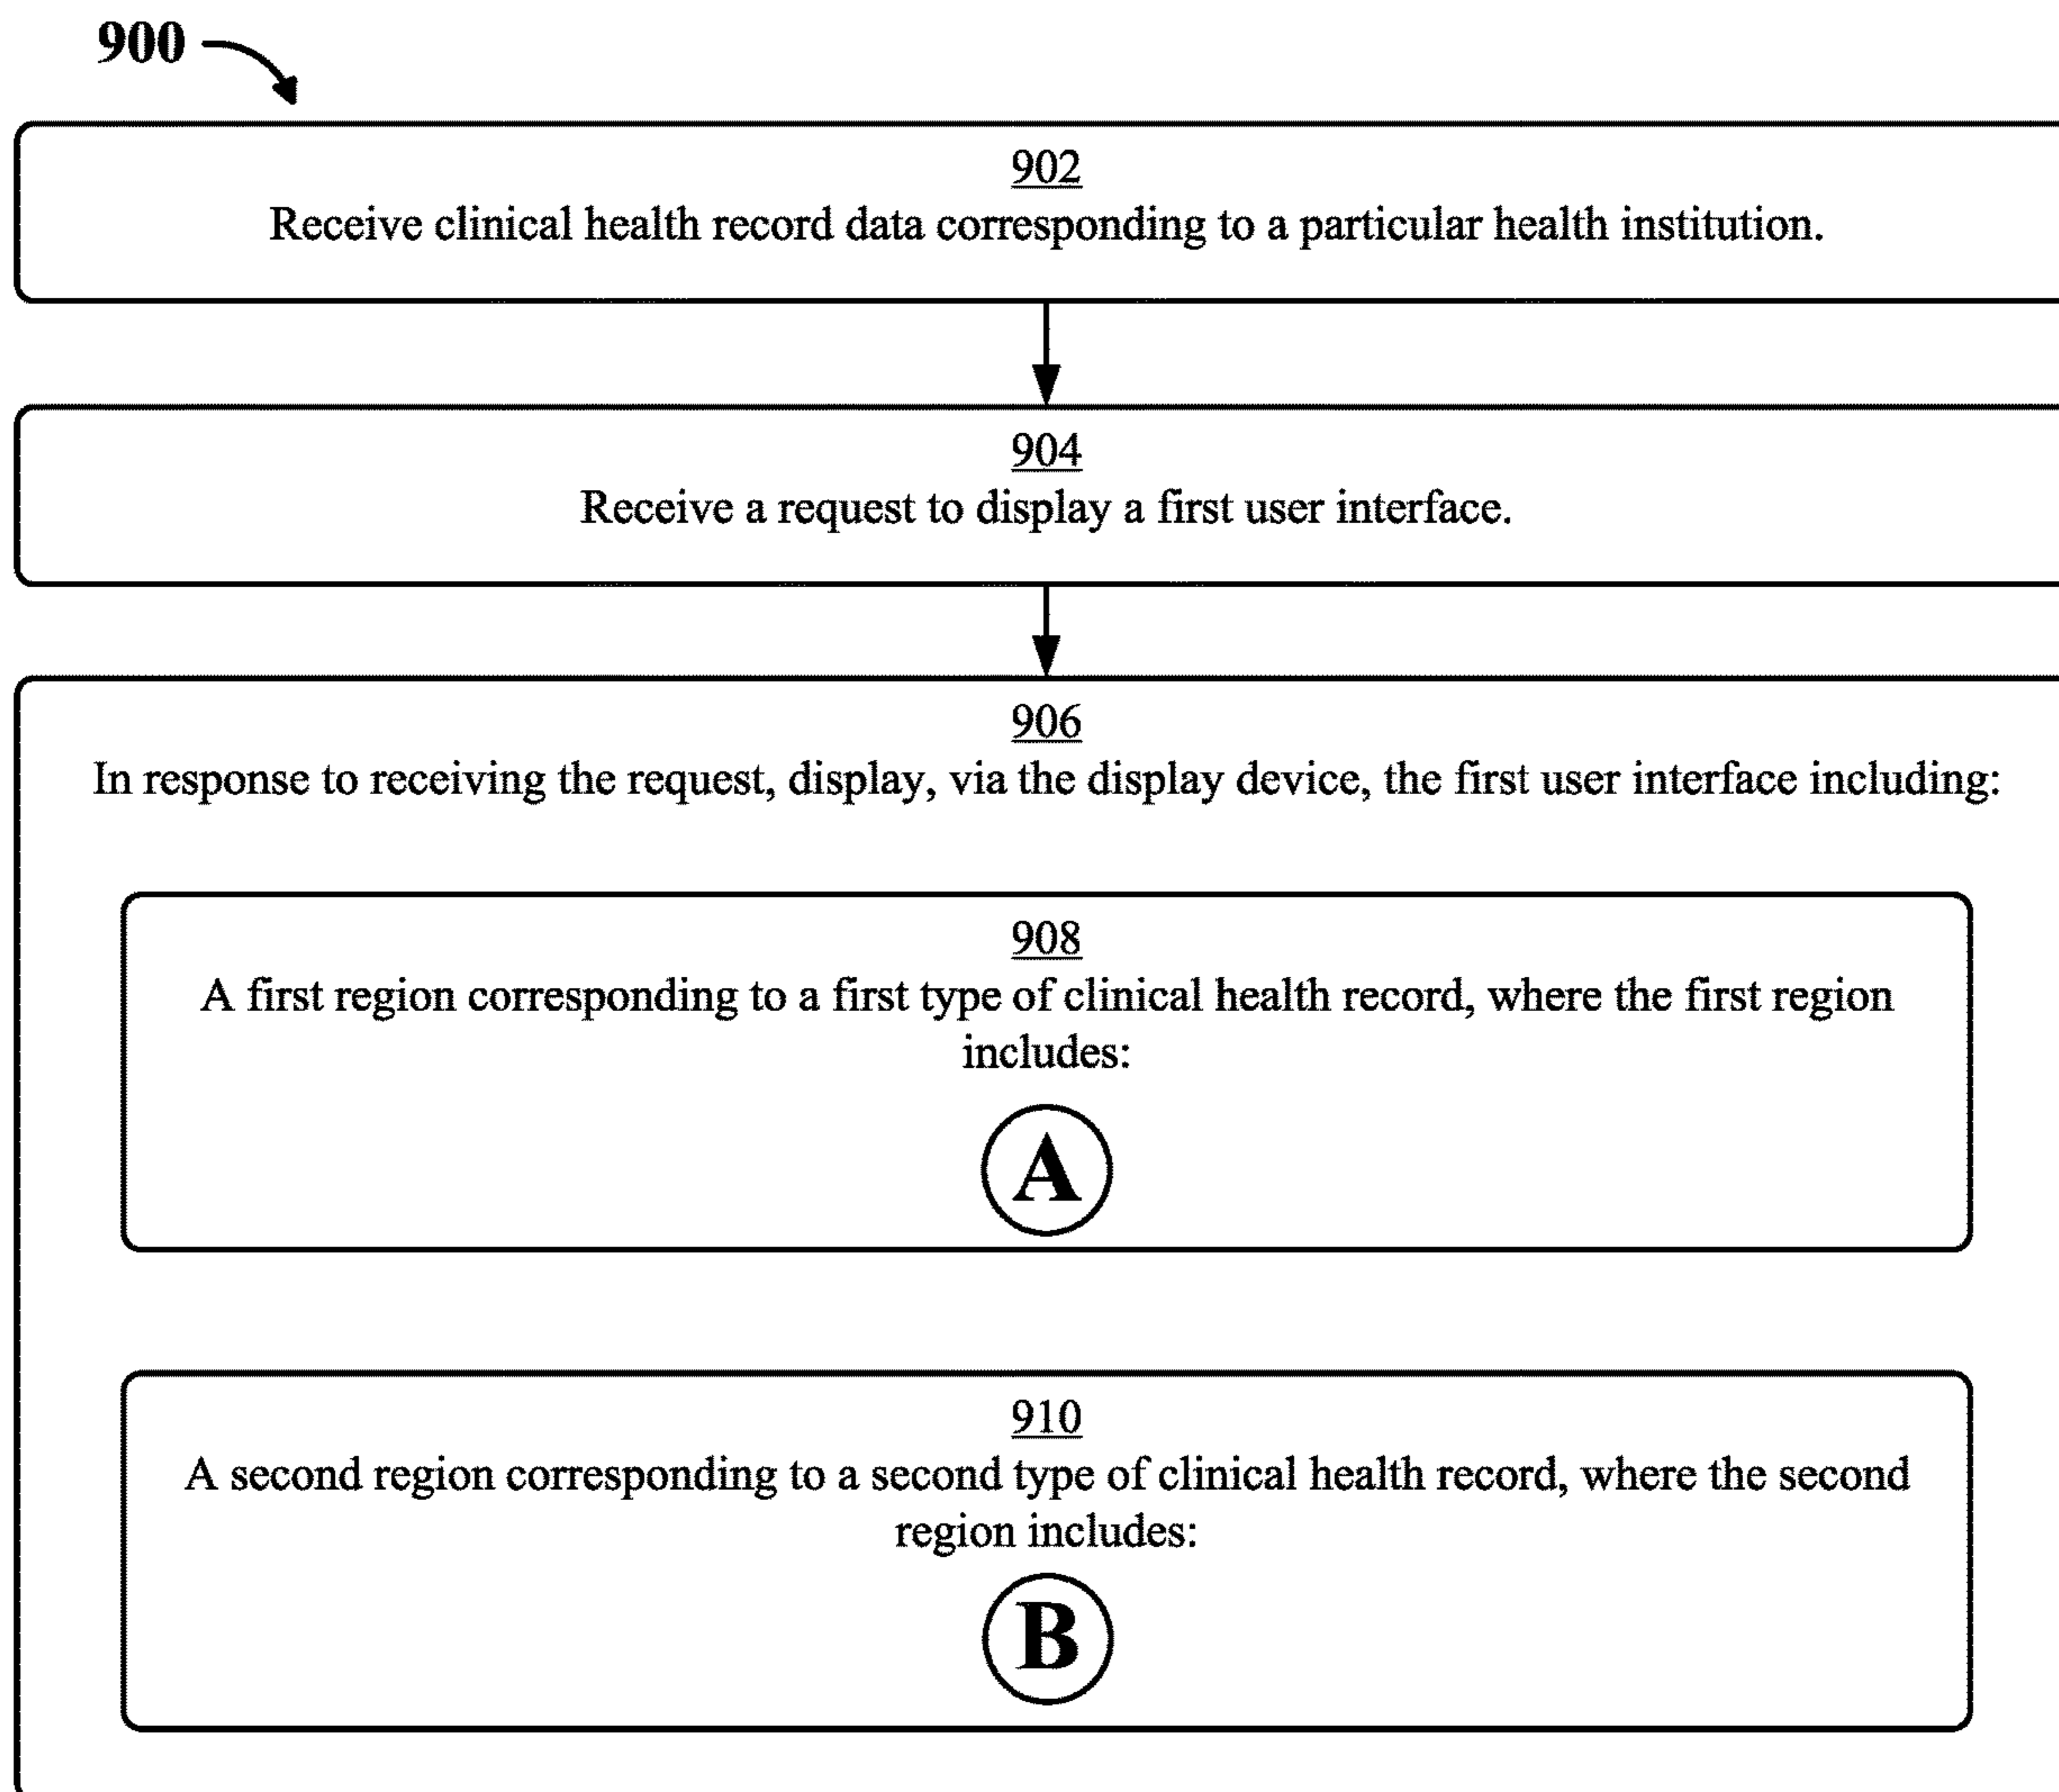 900
902
Receive clinical health record data corresponding to a particular health institution.
904
Receive a request to display a first user interface.
906
In response to receiving the request, display, via the display device, the first user interface including:
908
A first region corresponding to a first type of clinical health record, where the first region
includes:
A
910
A second region corresponding to a second type of clinical health record, where the second
region includes:
B